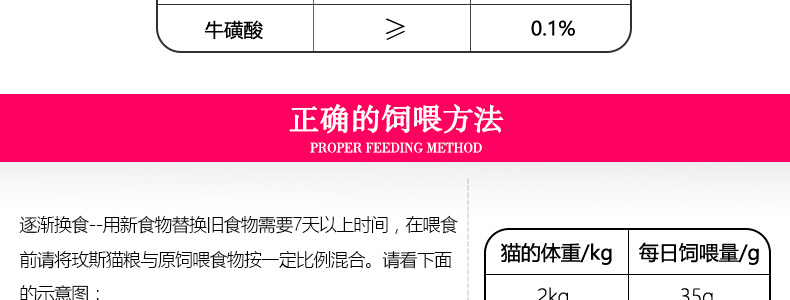 牛磺酸 ≥ 0.1%
正确的饲喂方法
PROPER FEEDING METHOD
逐渐换食--用新食物替换旧食物需要7天以上时间，在喂食
前请将玫斯猫粮与原饲喂食物按一定比例混合。请看下面
的示意图：
猫的体重/kg 每日饲喂量/g
2kg 35g